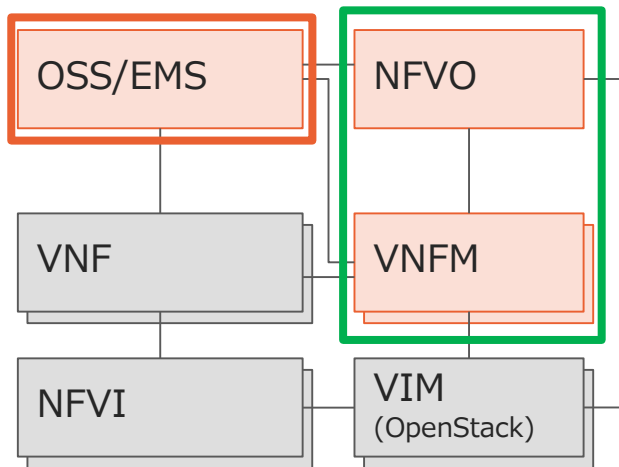 OSS/EMS
NFVO
VNF
VNFM
NFVI
VIM
(OpenStack)